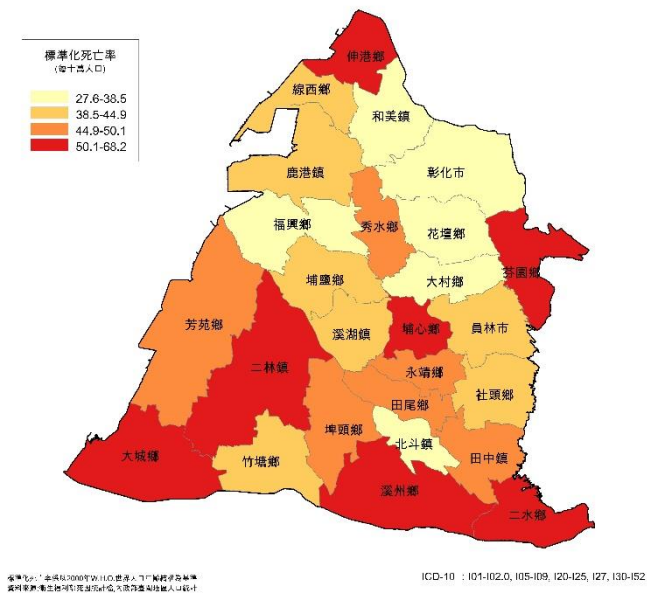 伸港鄉
標準化死亡率
(每十萬人口)
線西鄉
27.6-38.5
38.5-44.9
和美鎮
44.9-50.1
50.1-68.2
鹿港鎮
彰化市
福興鄉
秀水鄉
花壇鄉
芬園鄉
埔鹽鄉
大村鄉
芳苑鄉
溪湖鎮
埔心鄉
員林市
二林鎮
永靖鄉
社頭鄉
田尾鄉
埤頭鄉
北斗鎮
大城鄉
竹塘鄉
田中鎮
溪州鄉
二水鄉
ICD-10 : I01-I02.0, I05-I09, I20-I25, I27, I30-I52